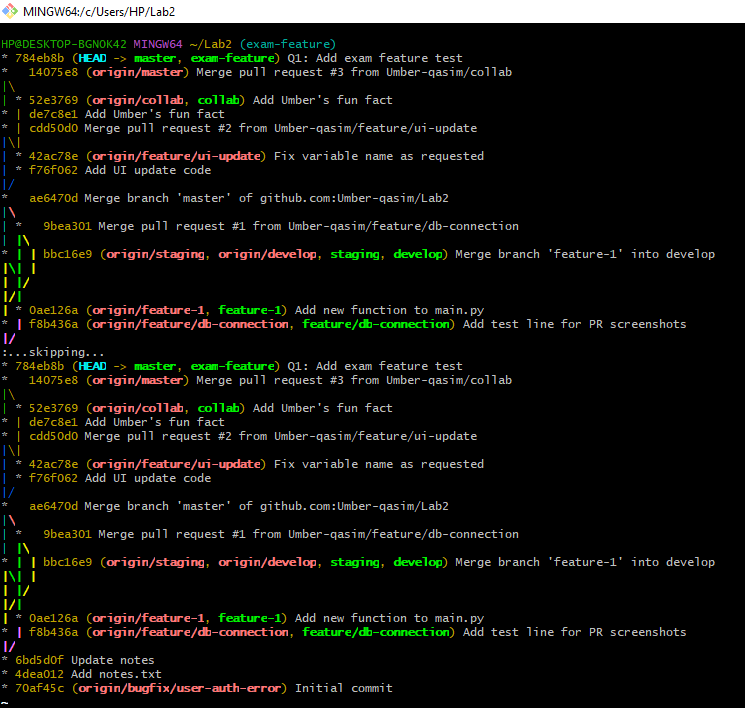 MINGW64:/c/Users/HP/Lab2
HP@DESKTOP-BGNOK42 MINGW64 ~/Lab2 (exam-feature)
* 784eb8b (HEAD -> master, exam-feature) Q1: Add exam feature test
*   14075e8 (origin/master) Merge pull request #3 from Umber-qasim/collab
|\
| * 52e3769 (origin/collab, collab) Add Umber's fun fact
* | de7c8e1 Add Umber's fun fact
* | cdd50d0 Merge pull request #2 from Umber-qasim/feature/ui-update
|\|
| * 42ac78e (origin/feature/ui-update) Fix variable name as requested
| * f76f062 Add UI update code
|/
*   ae6470d Merge branch 'master' of github.com:Umber-qasim/Lab2
|\
| *   9bea301 Merge pull request #1 from Umber-qasim/feature/db-connection
| |\
* | | bbc16e9 (origin/staging, origin/develop, staging, develop) Merge branch 'feature-1' into develop
|\| |
| |/
|/|
| * 0ae126a (origin/feature-1, feature-1) Add new function to main.py
* | f8b436a (origin/feature/db-connection, feature/db-connection) Add test line for PR screenshots
|/
:...skipping...
* 784eb8b (HEAD -> master, exam-feature) Q1: Add exam feature test
*   14075e8 (origin/master) Merge pull request #3 from Umber-qasim/collab
|\
| * 52e3769 (origin/collab, collab) Add Umber's fun fact
* | de7c8e1 Add Umber's fun fact
* | cdd50d0 Merge pull request #2 from Umber-qasim/feature/ui-update
|\|
| * 42ac78e (origin/feature/ui-update) Fix variable name as requested
| * f76f062 Add UI update code
|/
*   ae6470d Merge branch 'master' of github.com:Umber-qasim/Lab2
|\
| *   9bea301 Merge pull request #1 from Umber-qasim/feature/db-connection
| |\
* | | bbc16e9 (origin/staging, origin/develop, staging, develop) Merge branch 'feature-1' into develop
|\| |
| |/
|/|
| * 0ae126a (origin/feature-1, feature-1) Add new function to main.py
* | f8b436a (origin/feature/db-connection, feature/db-connection) Add test line for PR screenshots
|/
* 6bd5d0f Update notes
* 4dea012 Add notes.txt
* 70af45c (origin/bugfix/user-auth-error) Initial commit
~